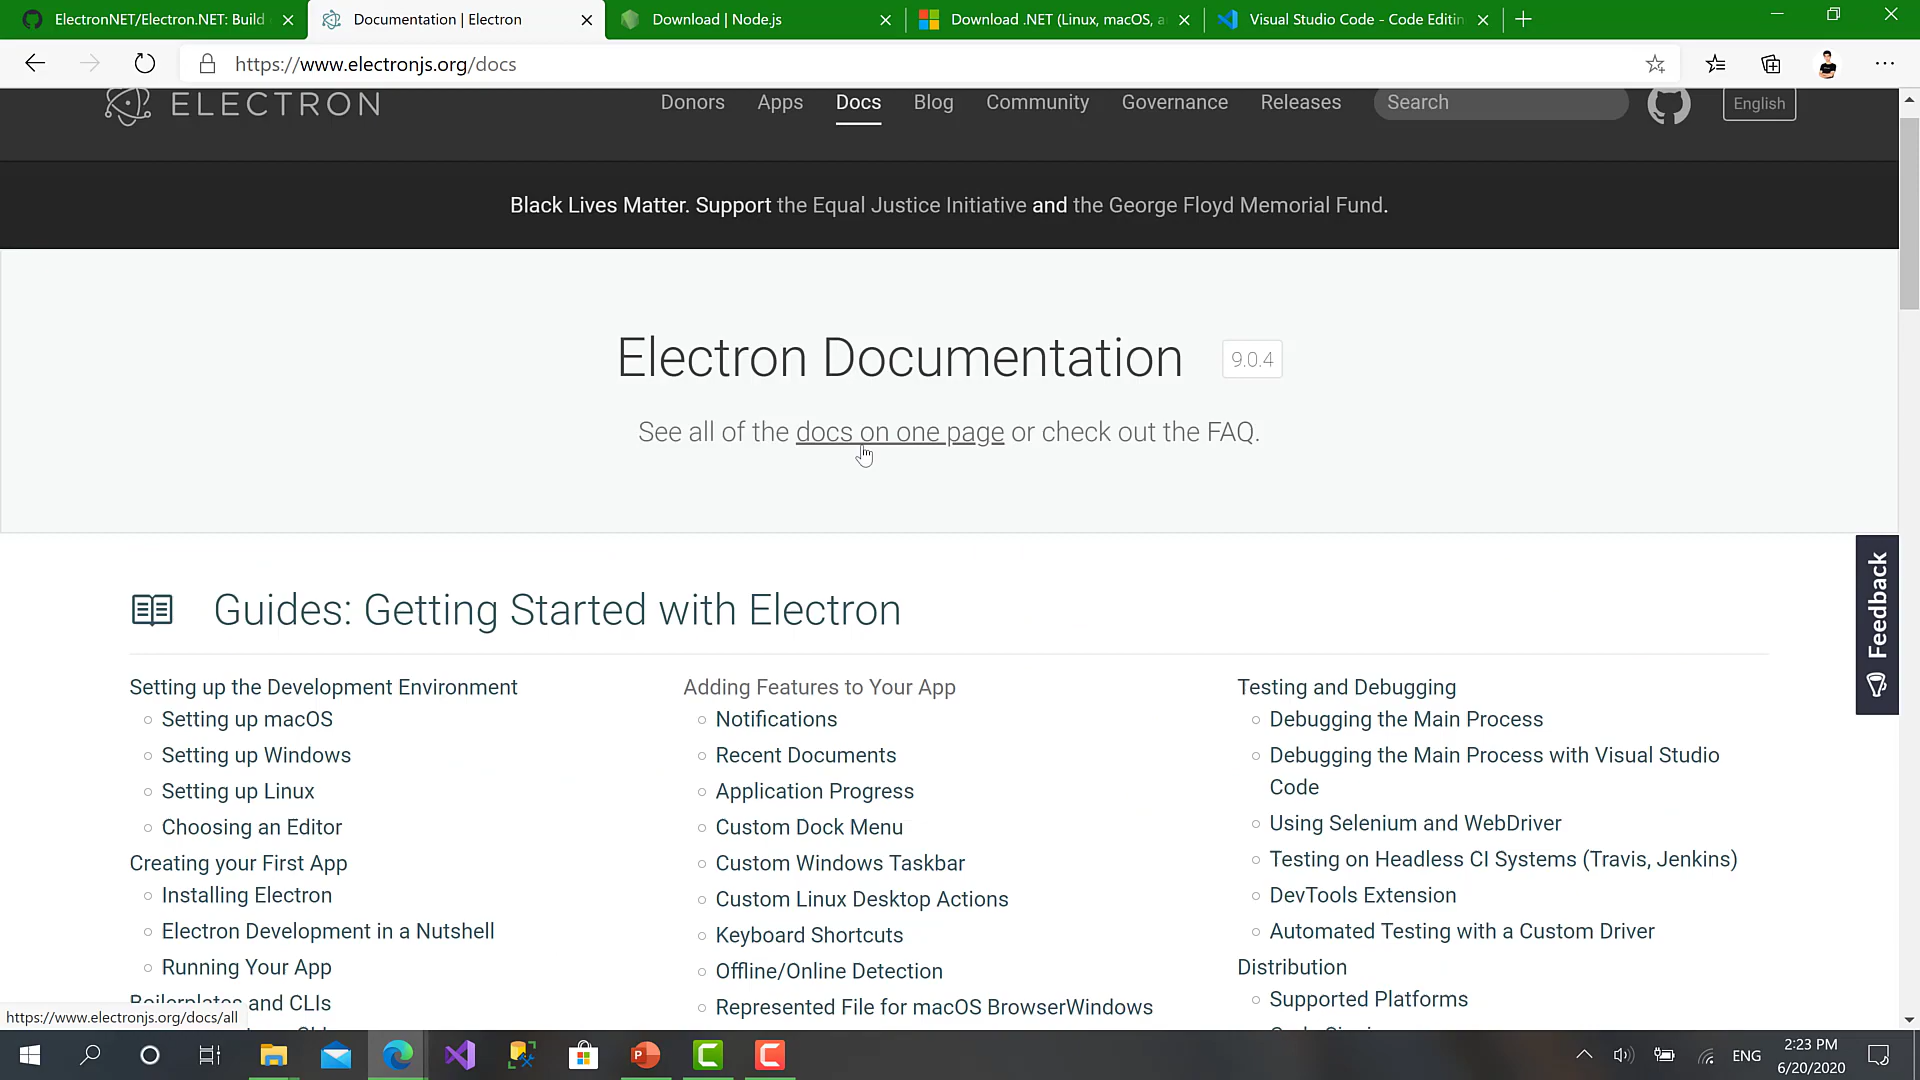 ElectronNET/Electron.NET: Build
Documentation | Electron
Download | Node.js
Download .NET (Linux, macOS, a
Visual Studio Code - Code Editin
https://www.electronjs.org/docs
ELECTRON
Donors
Apps
Docs
Blog
Community
Governance
Releases
Search
English
Black Lives Matter. Support the Equal Justice Initiative and the George Floyd Memorial Fund.
Electron Documentation
9.0.4
See all of the docs on one page or check out the FAQ.
Feedback
Guides: Getting Started with Electron
Setting up the Development Environment
Setting up macOS
Setting up Windows
Setting up Linux
Choosing an Editor
Creating your First App
Installing Electron
Electron Development in a Nutshell
Running Your App
Boilerplates and CLIs
Adding Features to Your App
Notifications
Recent Documents
Application Progress
Custom Dock Menu
Custom Windows Taskbar
Custom Linux Desktop Actions
Keyboard Shortcuts
Offline/Online Detection
Represented File for macOS BrowserWindows
Testing and Debugging
Debugging the Main Process
Debugging the Main Process with Visual Studio
Code
Using Selenium and WebDriver
Testing on Headless CI Systems (Travis, Jenkins)
DevTools Extension
Automated Testing with a Custom Driver
Distribution
Supported Platforms
https://www.electronjs.org/docs/all
ENG
2:23 PM
6/20/2020